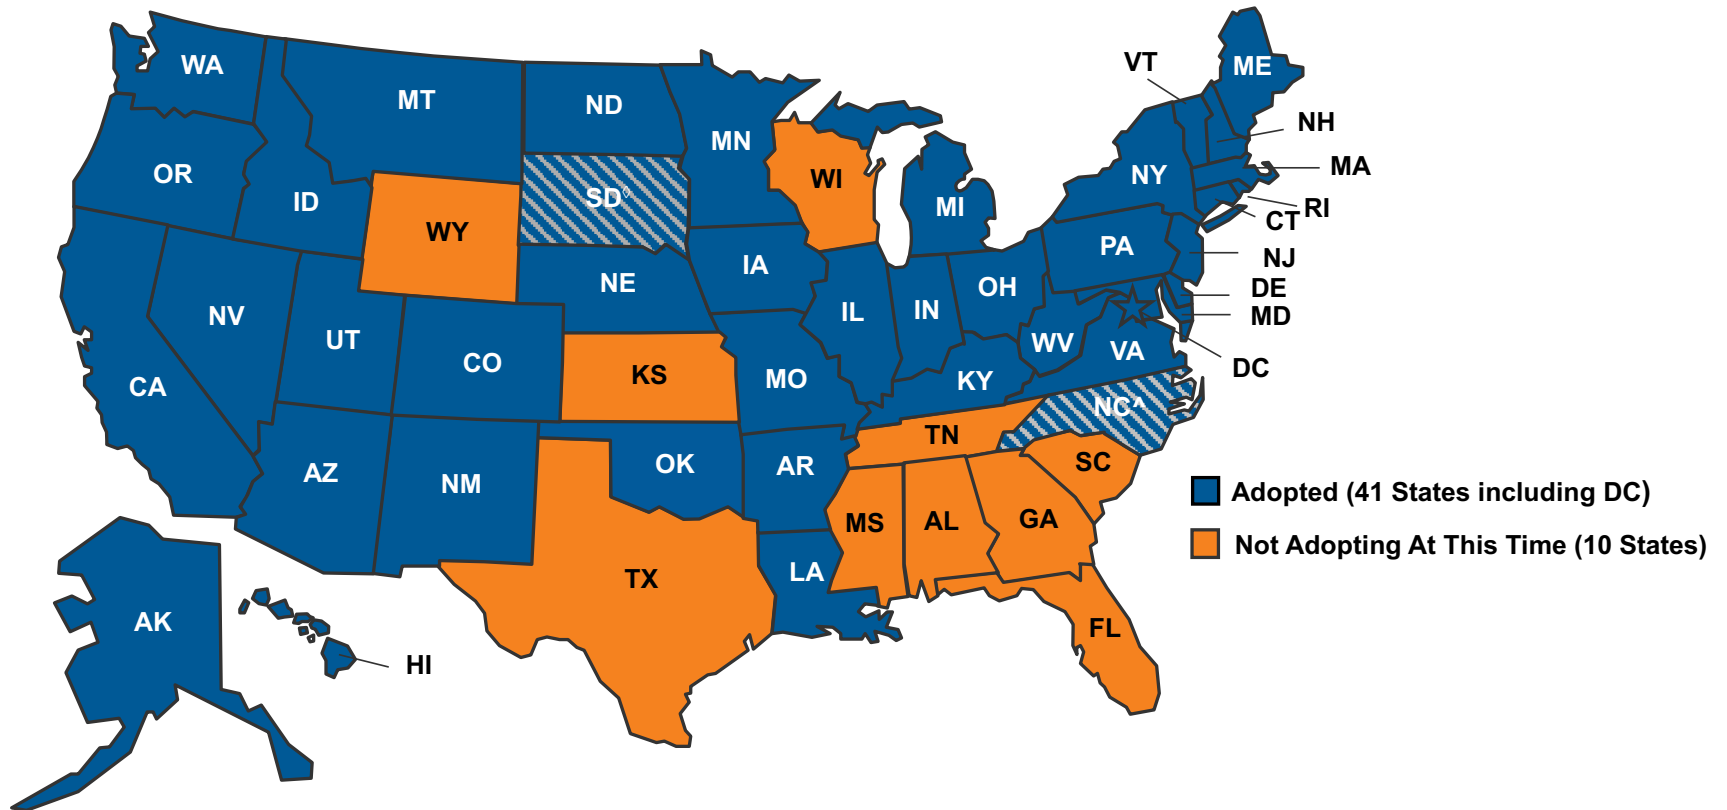 WA
MT
ND
MN
VT
ME
NH
OR
ID
WY
SD◊
WI
MI
NY
MA
RI
CT
NV
UT
NE
IA
PA
NJ
IL
IN
OH
DE
MD
CA
CO
KS
MO
WV
VA
DC
KY
NC^
AZ
NM
OK
AR
TN
SC
MS
AL
GA
Adopted (41 States including DC)
Not Adopting At This Time (10 States)
TX
LA
FL
AK
HI